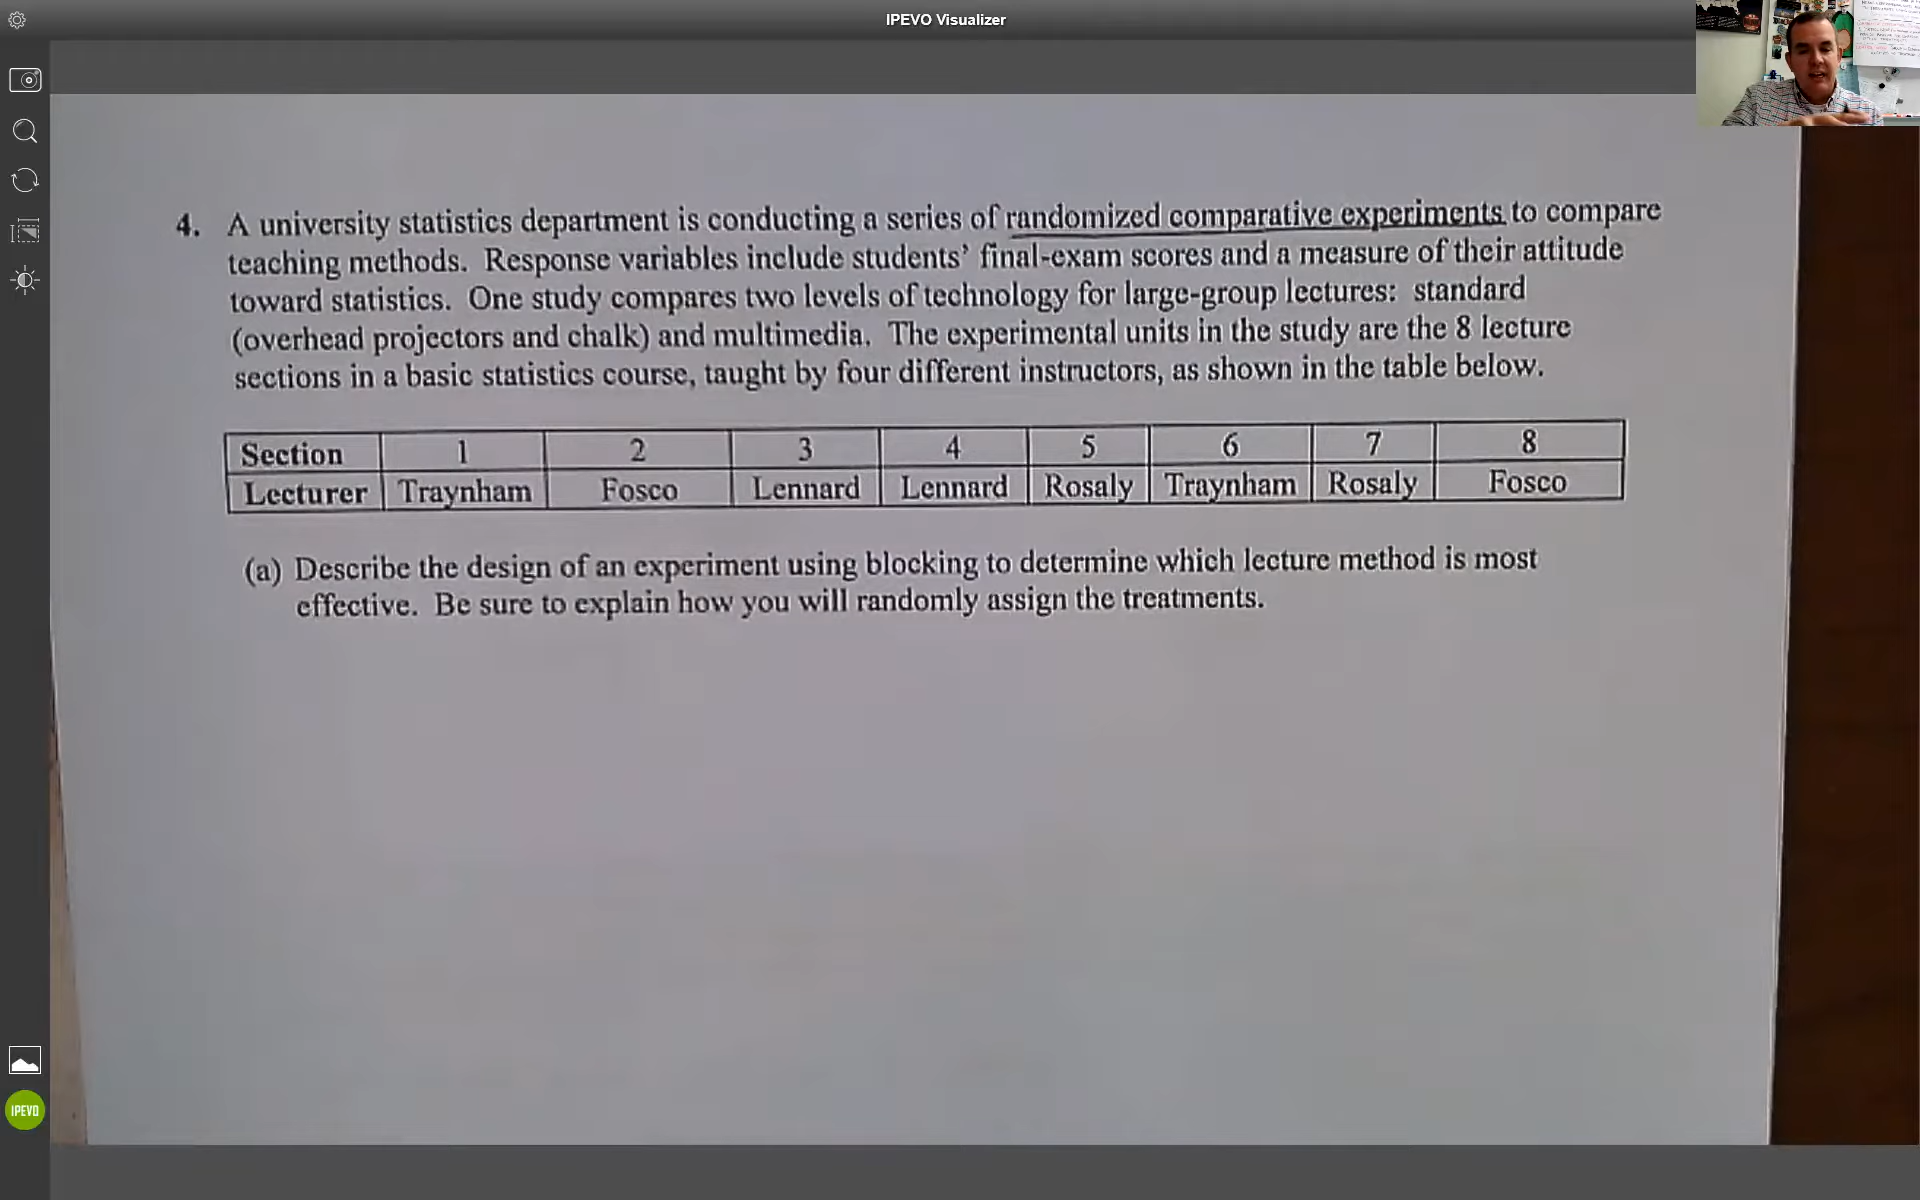 IPEVO Visualizer
4. A university statistics department is conducting a series of randomized comparative experiments to compare
teaching methods. Response variables include students' final-exam scores and a measure of their attitude
toward statistics. One study compares two levels of technology for large-group lectures: standard
(overhead projectors and chalk) and multimedia. The experimental units in the study are the 8 lecture
sections in a basic statistics course, taught by four different instructors, as shown in the table below.
Section 1 2 3 4 5 6 7 8
Lecturer Traynham Fosco Lennard Lennard Rosaly Traynham Rosaly Fosco
(a) Describe the design of an experiment using blocking to determine which lecture method is most
effective. Be sure to explain how you will randomly assign the treatments.
IPEVO